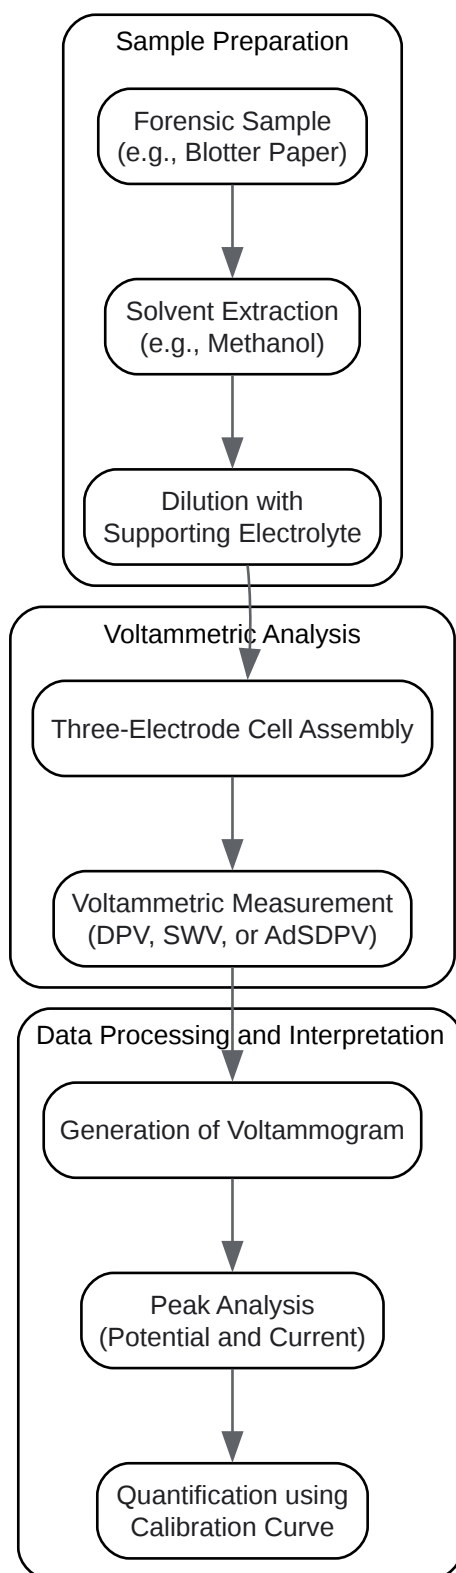 Sample Preparation
Forensic Sample
(e.g., Blotter Paper)
Solvent Extraction
(e.g., Methanol)
Dilution with
Supporting Electrolyte
Voltammetric Analysis
Three-Electrode Cell Assembly
Voltammetric Measurement
(DPV, SWV, or AdSDPV)
Data Processing and Interpretation
Generation of Voltammogram
Peak Analysis
(Potential and Current)
Quantification using
Calibration Curve